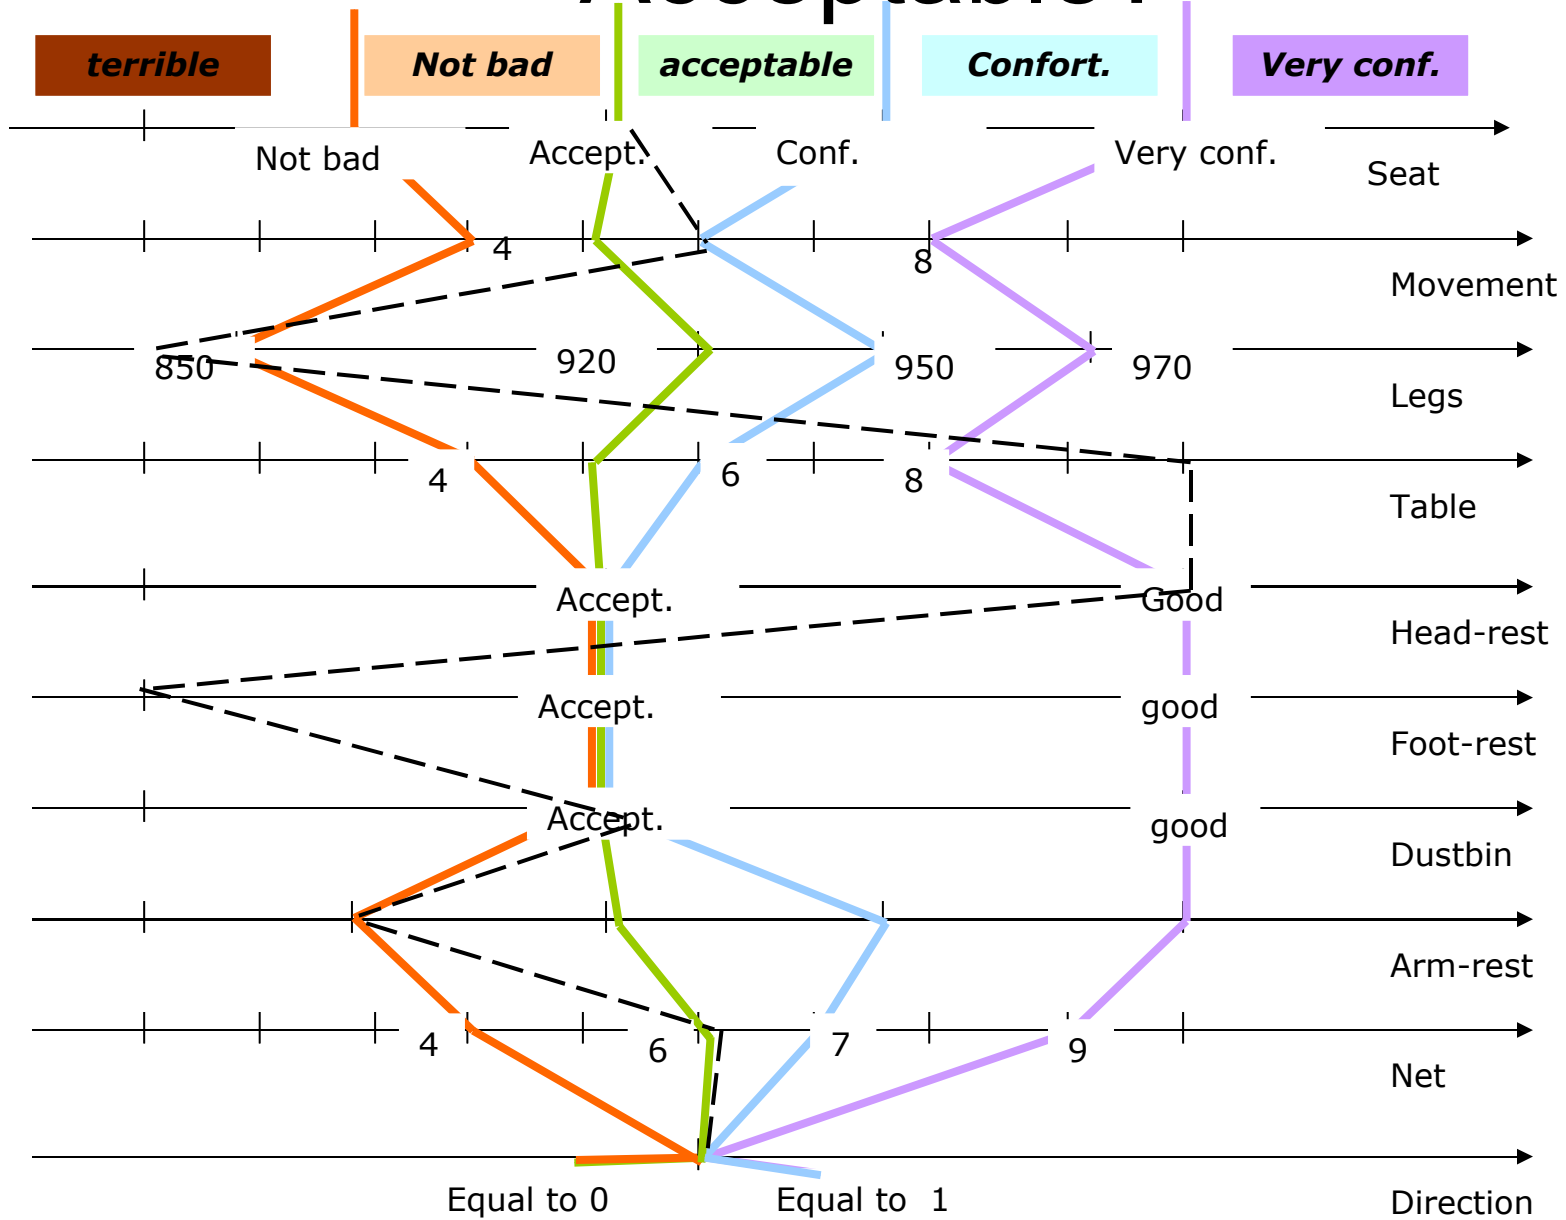 Acceptable?
terrible Not bad acceptable Confort. Very conf.
Not bad Accept. Conf. Very conf.
Seat
4 8
Movement
850 920 950 970
Legs
4 6 8
Table
Accept. Good
Head-rest
Accept. good
Foot-rest
Accept. good
Dustbin
Arm-rest
4 6 7 9
Net
Equal to 0 Equal to 1
Direction